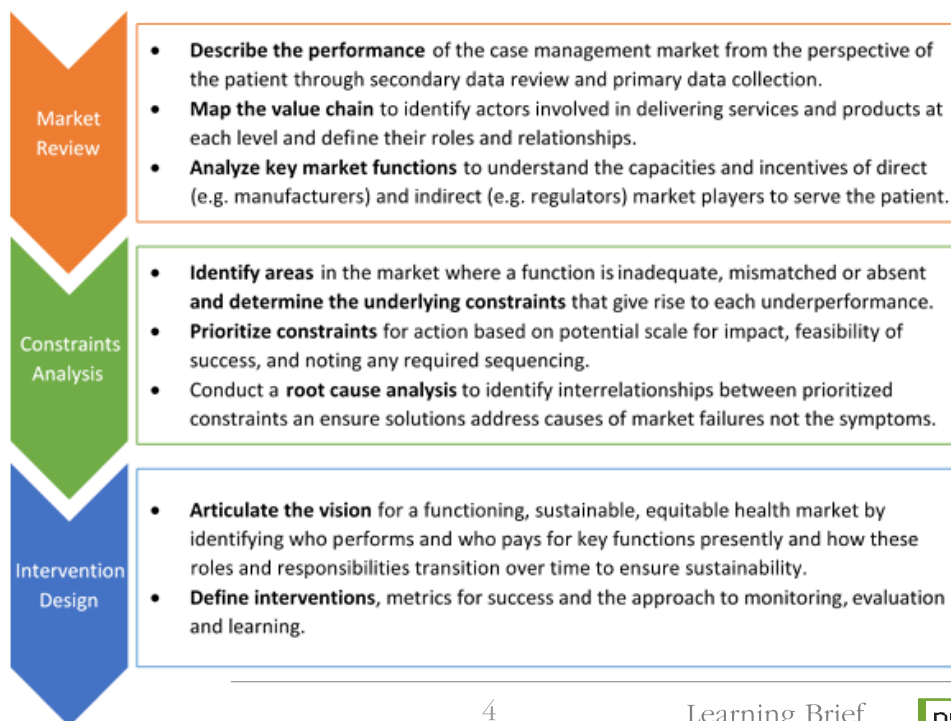 Market
Review
• Describe the performance of the case management market from the perspective of
the patient through secondary data review and primary data collection.
• Map the value chain to identify actors involved in delivering services and products at
each level and define their roles and relationships.
• Analyze key market functions to understand the capacities and incentives of direct
(e.g. manufacturers) and indirect (e.g. regulators) market players to serve the patient.
Constraints
Analysis
• Identify areas in the market where a function is inadequate, mismatched or absent
and determine the underlying constraints that give rise to each underperformance.
• Prioritize constraints for action based on potential scale for impact, feasibility of
success, and noting any required sequencing.
• Conduct a root cause analysis to identify interrelationships between prioritized
constraints an ensure solutions address causes of market failures not the symptoms.
Intervention
Design
• Articulate the vision for a functioning, sustainable, equitable health market by
identifying who performs and who pays for key functions presently and how these
roles and responsibilities transition over time to ensure sustainability.
• Define interventions, metrics for success and the approach to monitoring, evaluation
and learning.
4
Learning Brief